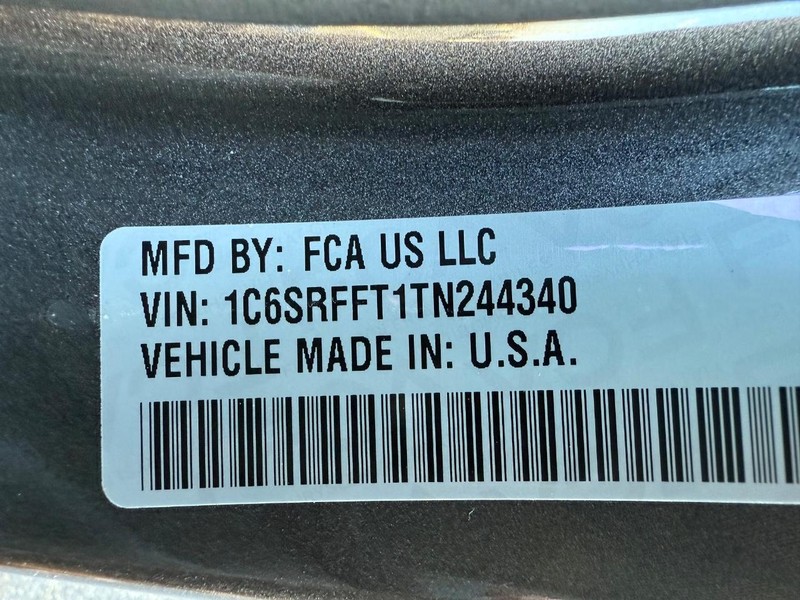 MFD BY: FCA US LLC
VIN: 1C6SRFFT1TN244340
VEHICLE MADE IN: U.S.A.